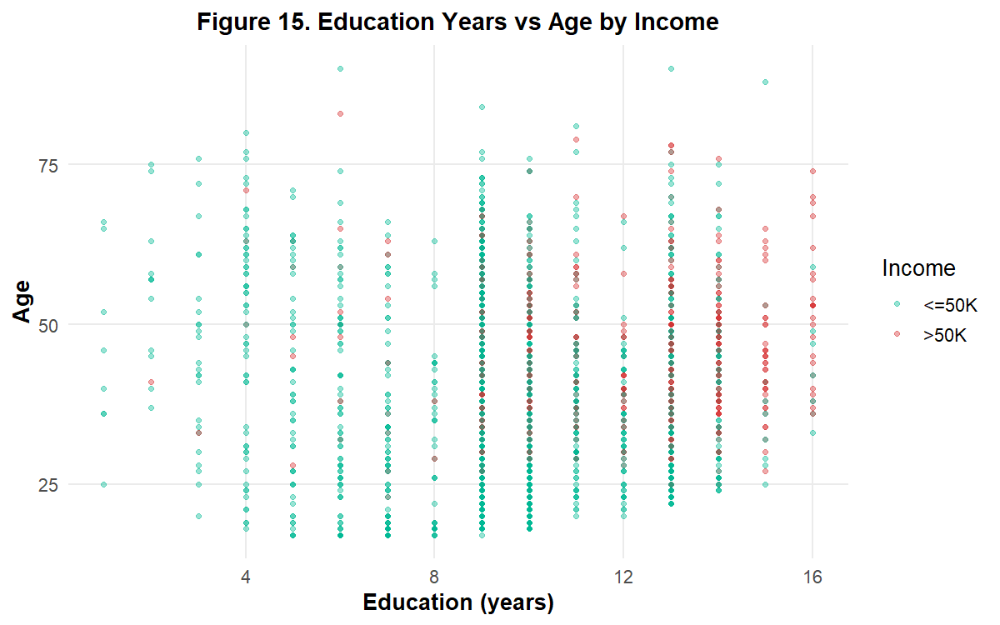 Figure 15. Education Years vs Age by Income
Age
75
50
25
4 8 12 16
Education (years)
Income
<=50K
>50K